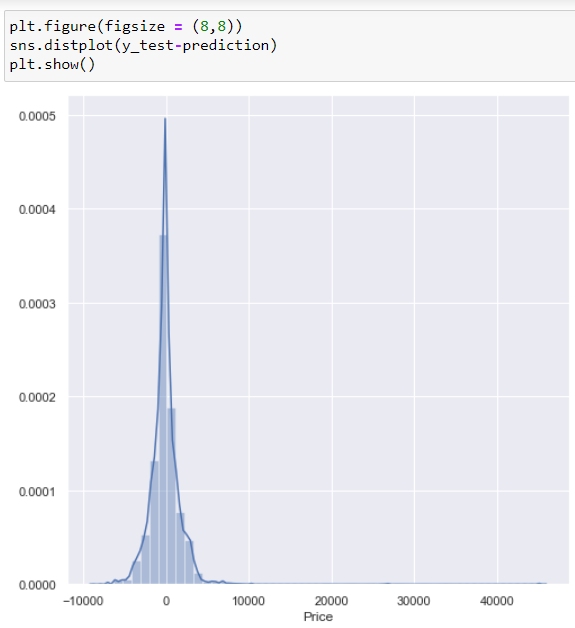 plt.figure(figsize = (8,8))
sns.distplot(y_test-prediction)
plt.show()
0.0005
0.0004
0.0003
0.0002
0.0001
0.0000
−10000 0 10000 20000 30000 40000
Price